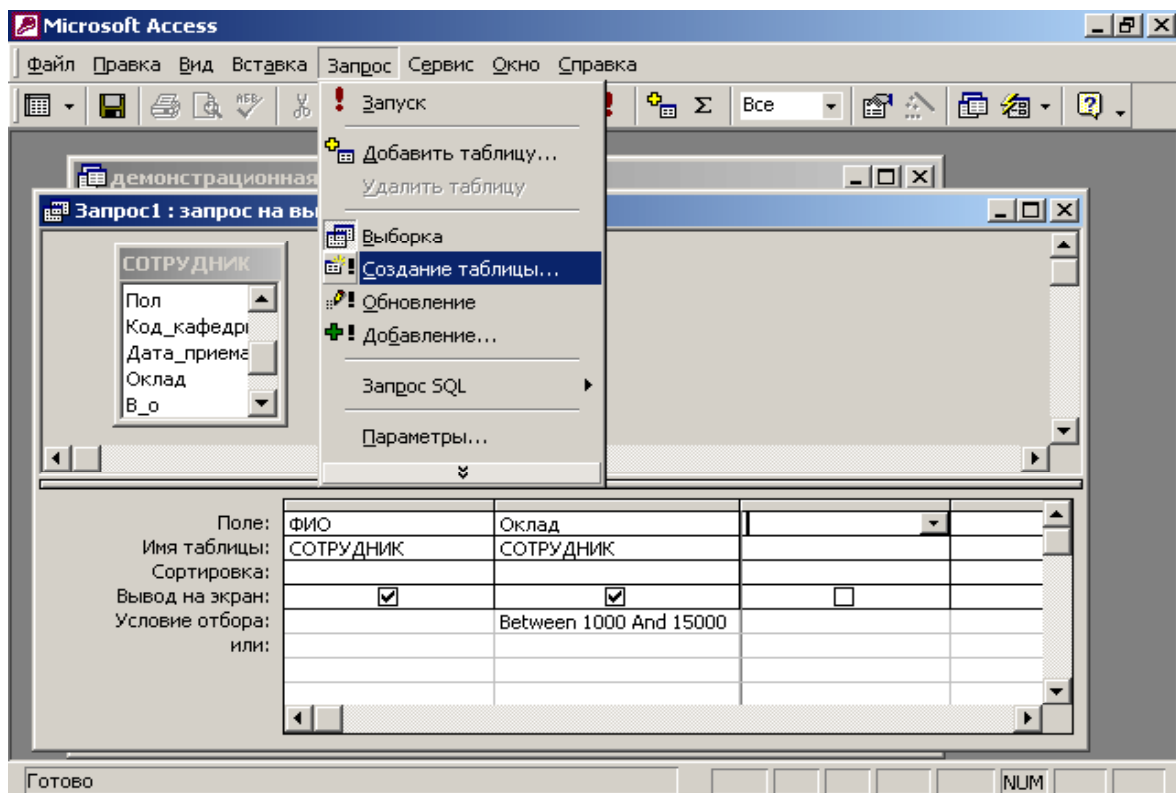 Microsoft Access
Файл Правка Вид Вставка Запрос Сервис Окно Справка
Все
Запуск
Добавить таблицу...
Удалить таблицу
Выборка
Создание таблицы...
Обновление
Добавление...
Запрос SQL
Параметры...
демонстрационная
Запрос1 : запрос на вы
СОТРУДНИК
Пол
Код_кафедры
Дата_приема
Оклад
В_о
Поле: ФИО Оклад
Имя таблицы: СОТРУДНИК СОТРУДНИК
Сортировка:
Вывод на экран:
Условие отбора: Between 1000 And 15000
или:
Готово NUM